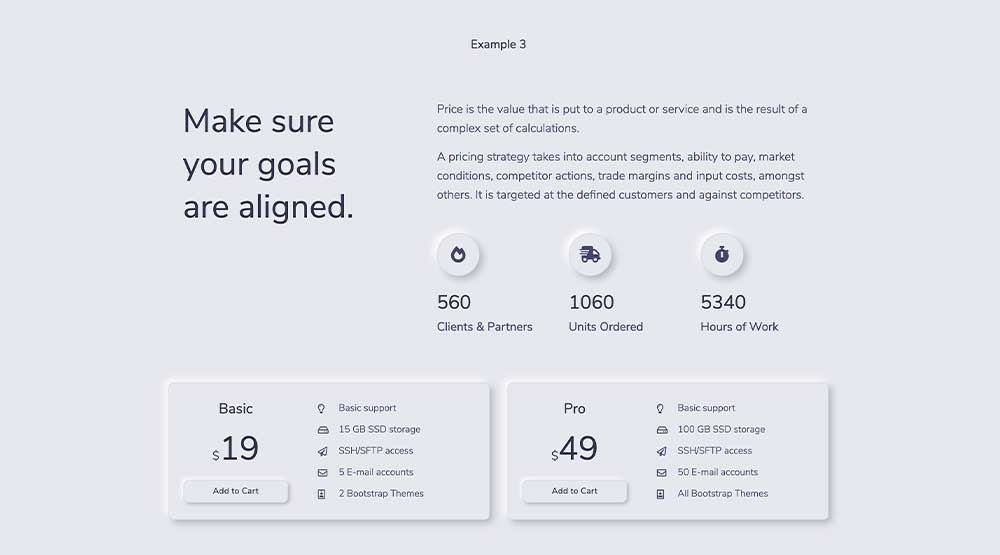 Example 3
Make sure
your goals
are aligned.
Price is the value that is put to a product or service and is the result of a
complex set of calculations.
A pricing strategy takes into account segments, ability to pay, market
conditions, competitor actions, trade margins and input costs, amongst
others. It is targeted at the defined customers and against competitors.
560
Clients & Partners
1060
Units Ordered
5340
Hours of Work
Basic
$19
Add to Cart
Basic support
15 GB SSD storage
SSH/SFTP access
5 E-mail accounts
2 Bootstrap Themes
Pro
$49
Add to Cart
Basic support
100 GB SSD storage
SSH/SFTP access
50 E-mail accounts
All Bootstrap Themes